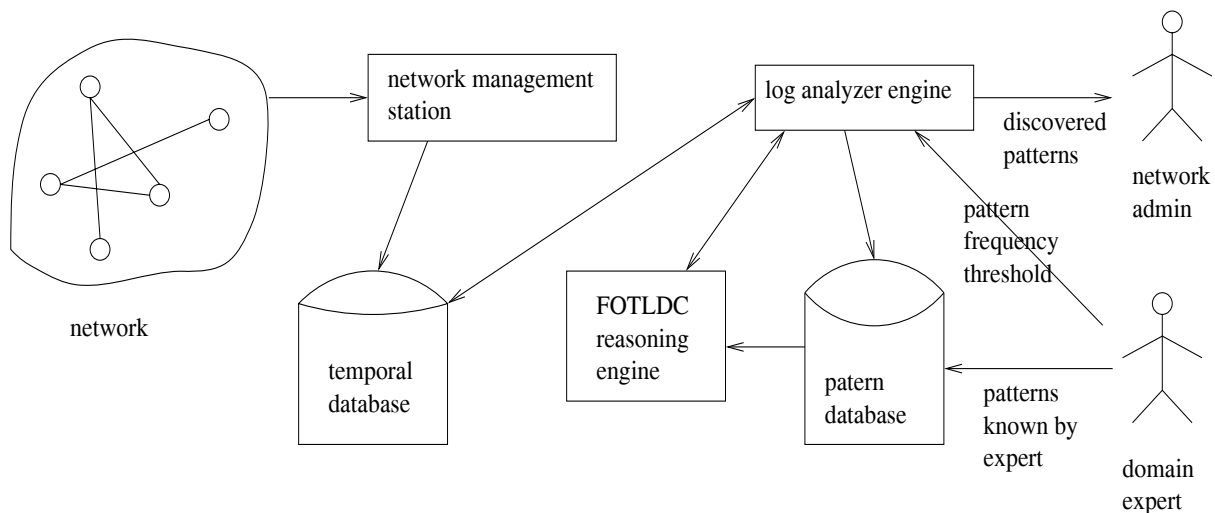 network management
station
log analyzer engine
discovered
patterns
network
admin
pattern
frequency
threshold
network
temporal
database
FOTLDC
reasoning
engine
patern
database
patterns
known by
expert
domain
expert